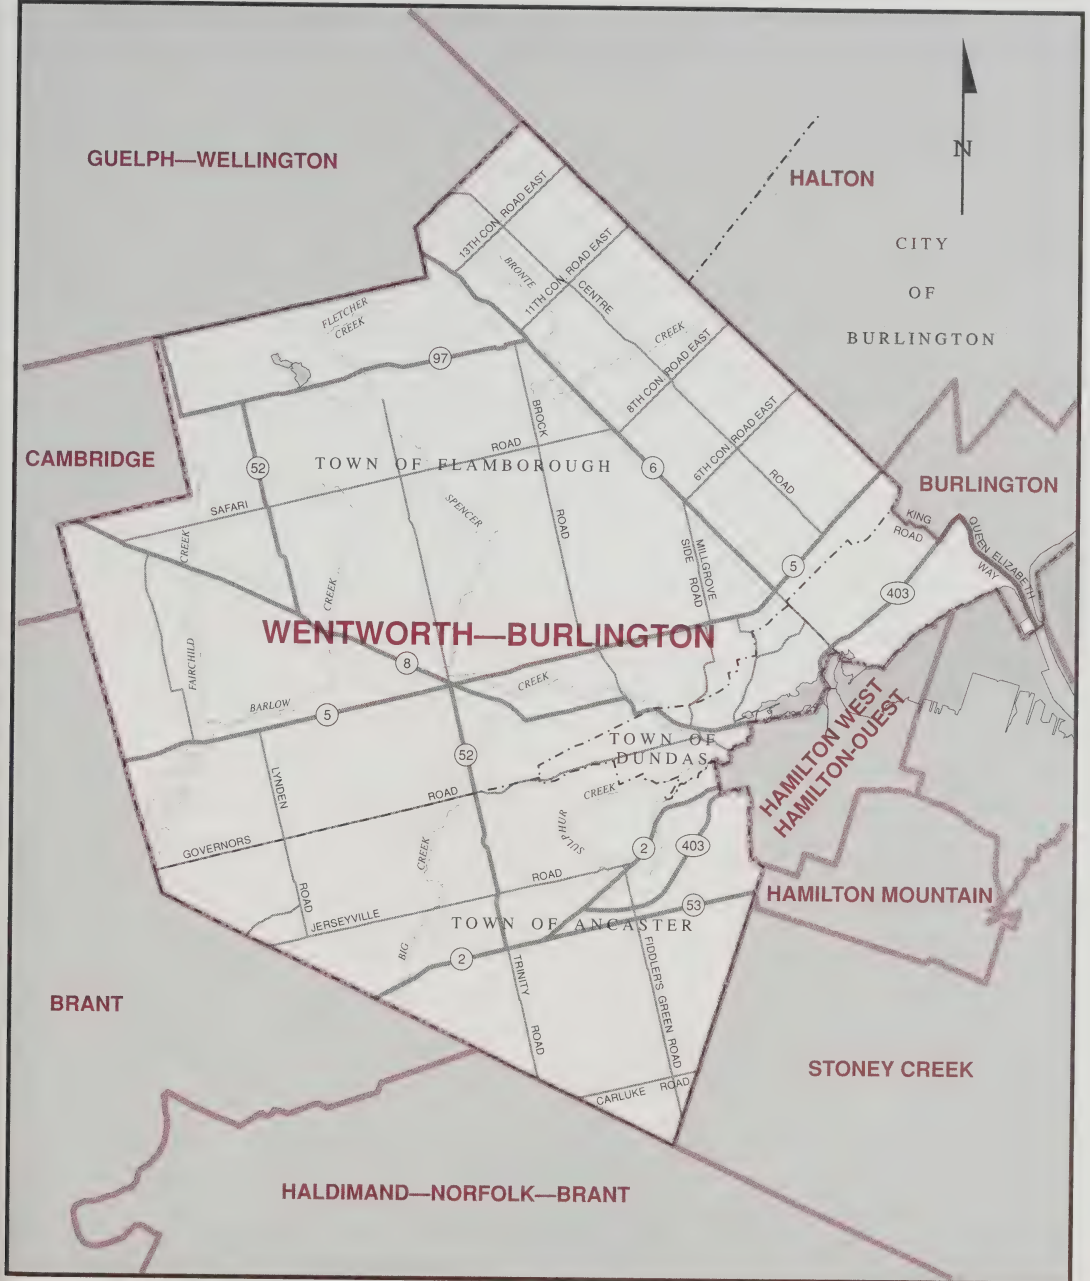 GUELPH—WELLINGTON
HALTON
N
CITY
OF
BURLINGTON
13TH CON. ROAD EAST
BRONTE
11TH CON. ROAD EAST
CENTRE
CREEK
FLETCHER
CREEK
97
8TH CON. ROAD EAST
BROCK
ROAD
CAMBRIDGE
52
TOWN OF FLAMBOROUGH
6
6TH CON. ROAD EAST
ROAD
BURLINGTON
SAFARI
SPENCER
ROAD
KING
ROAD
QUEEN ELIZABETH
WAY
CREEK
MILLGROVE
SIDE ROAD
5
403
CREEK
WENTWORTH—BURLINGTON
FAIRCHILD
8
CREEK
BARLOW
5
HAMILTON WEST
HAMILTON-OUEST
52
TOWN OF
DUNDAS
LYNDEN
ROAD
CREEK
SULPHUR
GOVERNORS
CREEK
2
403
ROAD
ROAD
HAMILTON MOUNTAIN
53
JERSEYVILLE
TOWN OF ANCASTER
BIG
2
TRINITY
ROAD
FIDDLER'S GREEN ROAD
BRANT
STONEY CREEK
CARLUKE ROAD
HALDIMAND—NORFOLK—BRANT